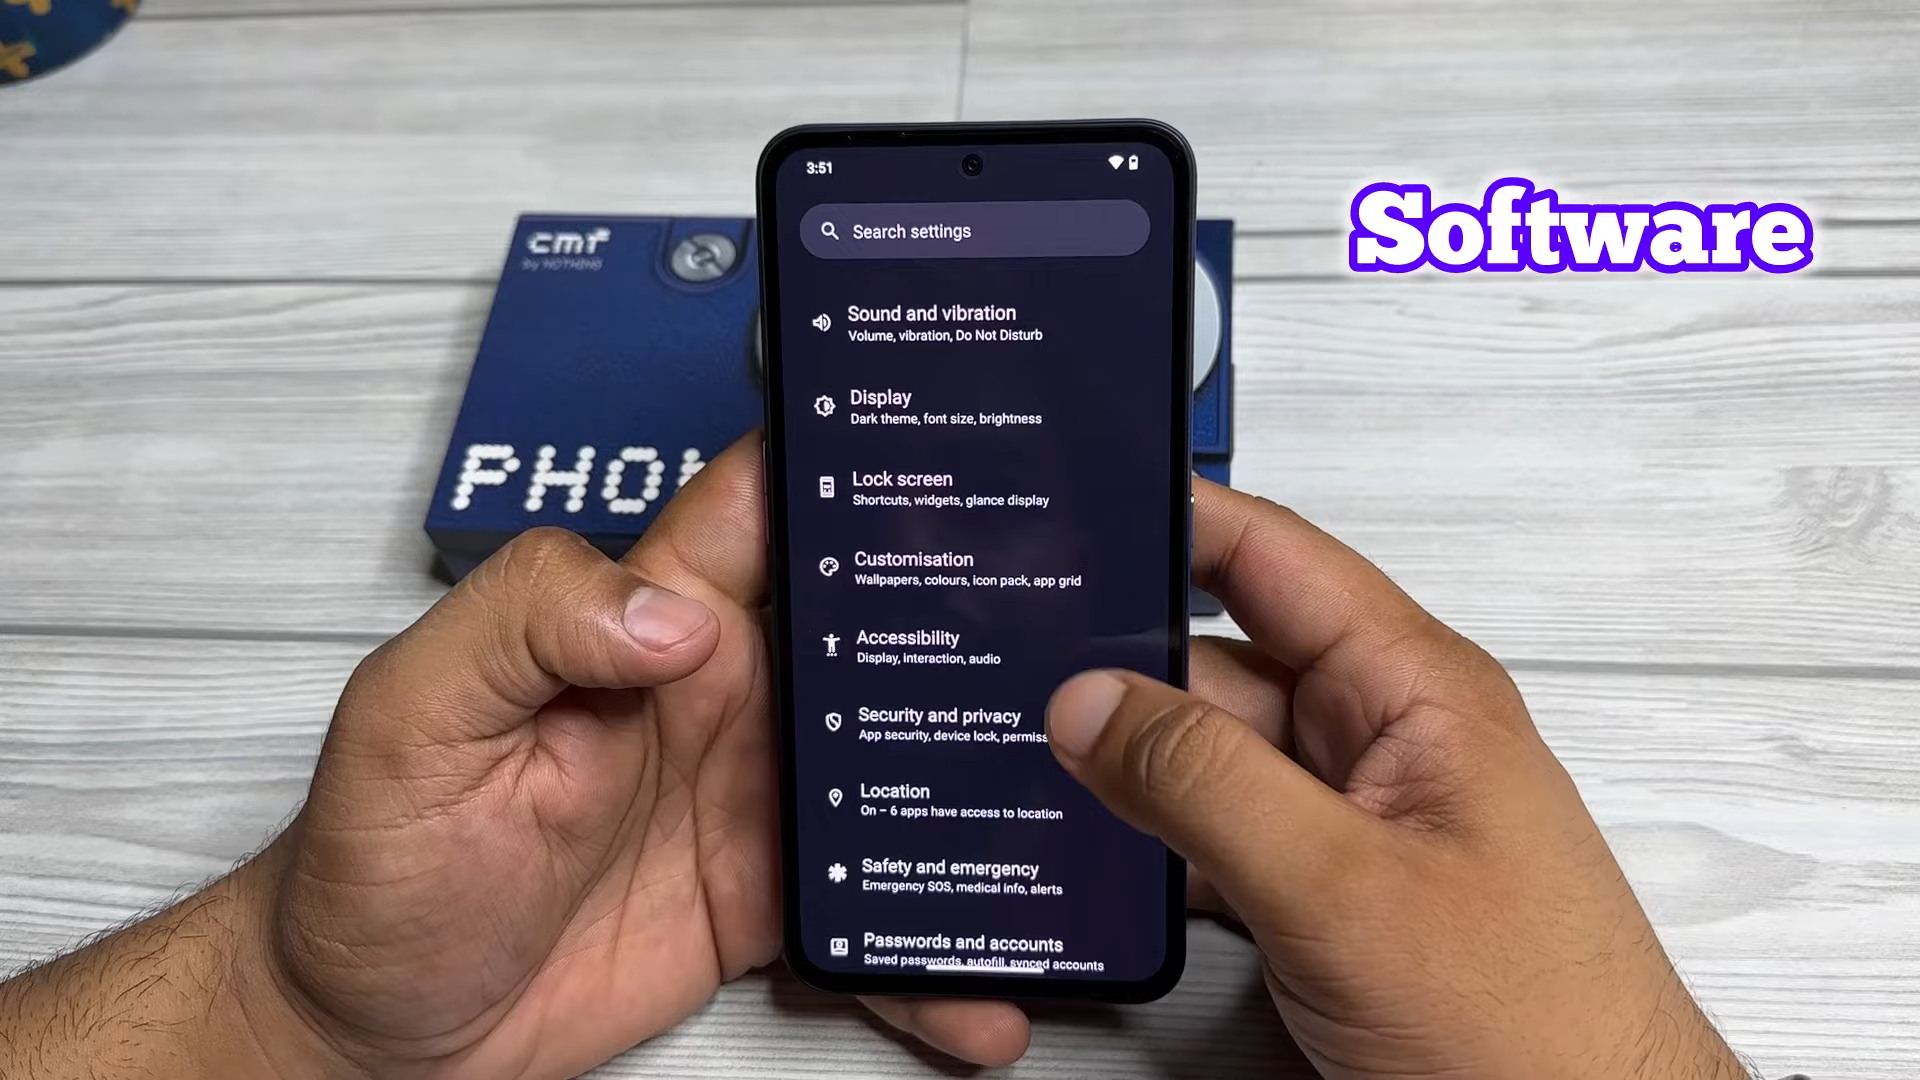 3:51
Search settings
Software
cmf
by NOTHING
Sound and vibration
Volume, vibration, Do Not Disturb
Display
Dark theme, font size, brightness
Lock screen
Shortcuts, widgets, glance display
PHO
Customisation
Wallpapers, colours, icon pack, app grid
Accessibility
Display, interaction, audio
Security and privacy
App security, device lock, permiss
Location
On – 6 apps have access to location
Safety and emergency
Emergency SOS, medical info, alerts
Passwords and accounts
Saved passwords, autofill, synced accounts